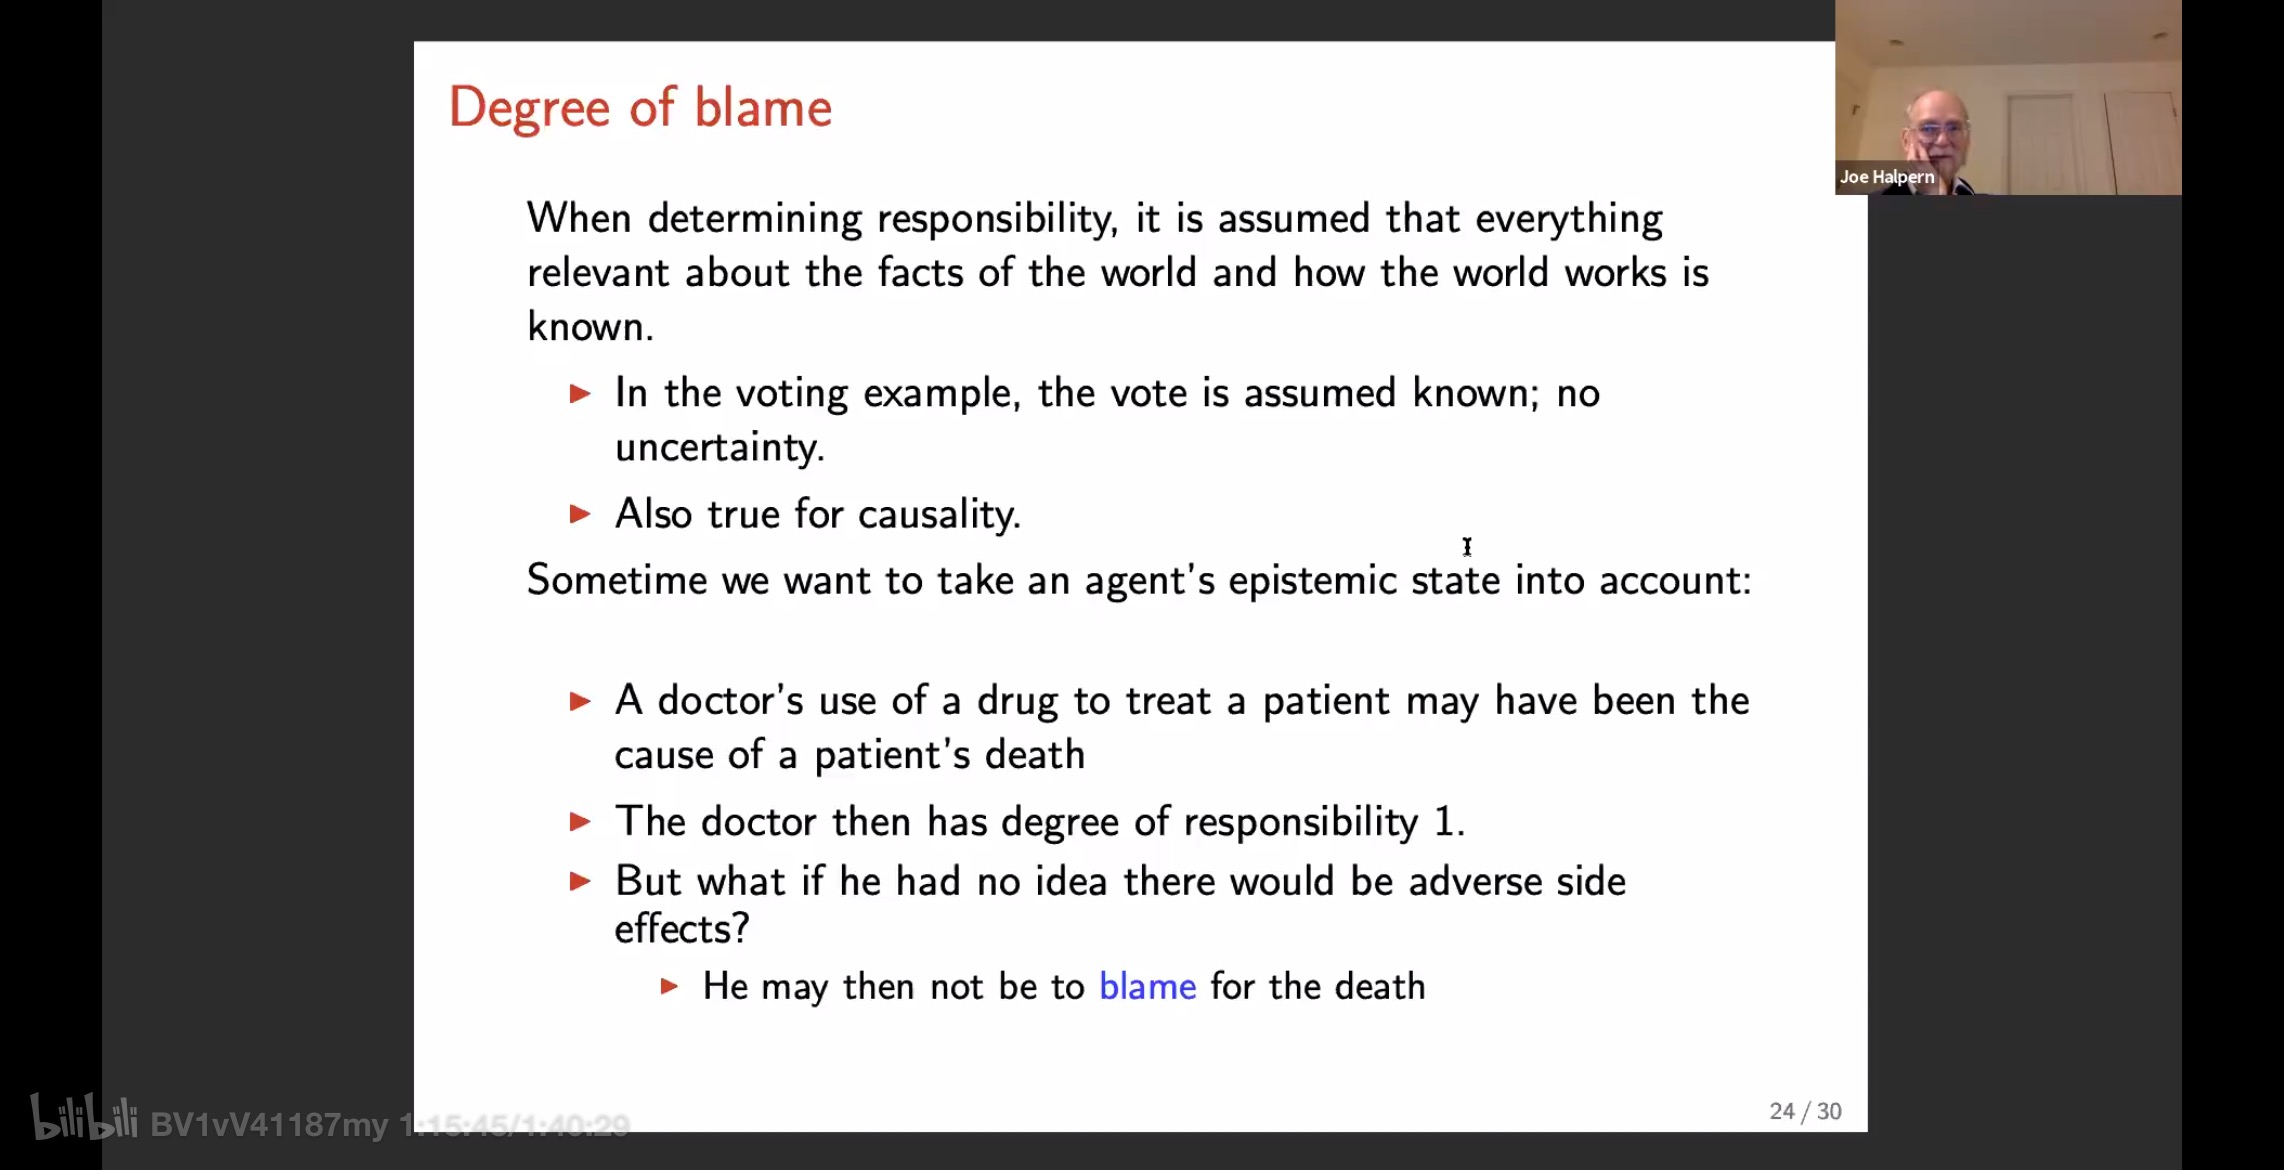 Degree of blame
Joe Halpern
When determining responsibility, it is assumed that everything
relevant about the facts of the world and how the world works is
known.
▶ In the voting example, the vote is assumed known; no
uncertainty.
▶ Also true for causality.
Sometime we want to take an agent's epistemic state into account:
▶ A doctor's use of a drug to treat a patient may have been the
cause of a patient's death
▶ The doctor then has degree of responsibility 1.
▶ But what if he had no idea there would be adverse side
effects?
▶ He may then not be to blame for the death
24 / 30
bilibili BV1vV41187my 1:15:45/1:40:29